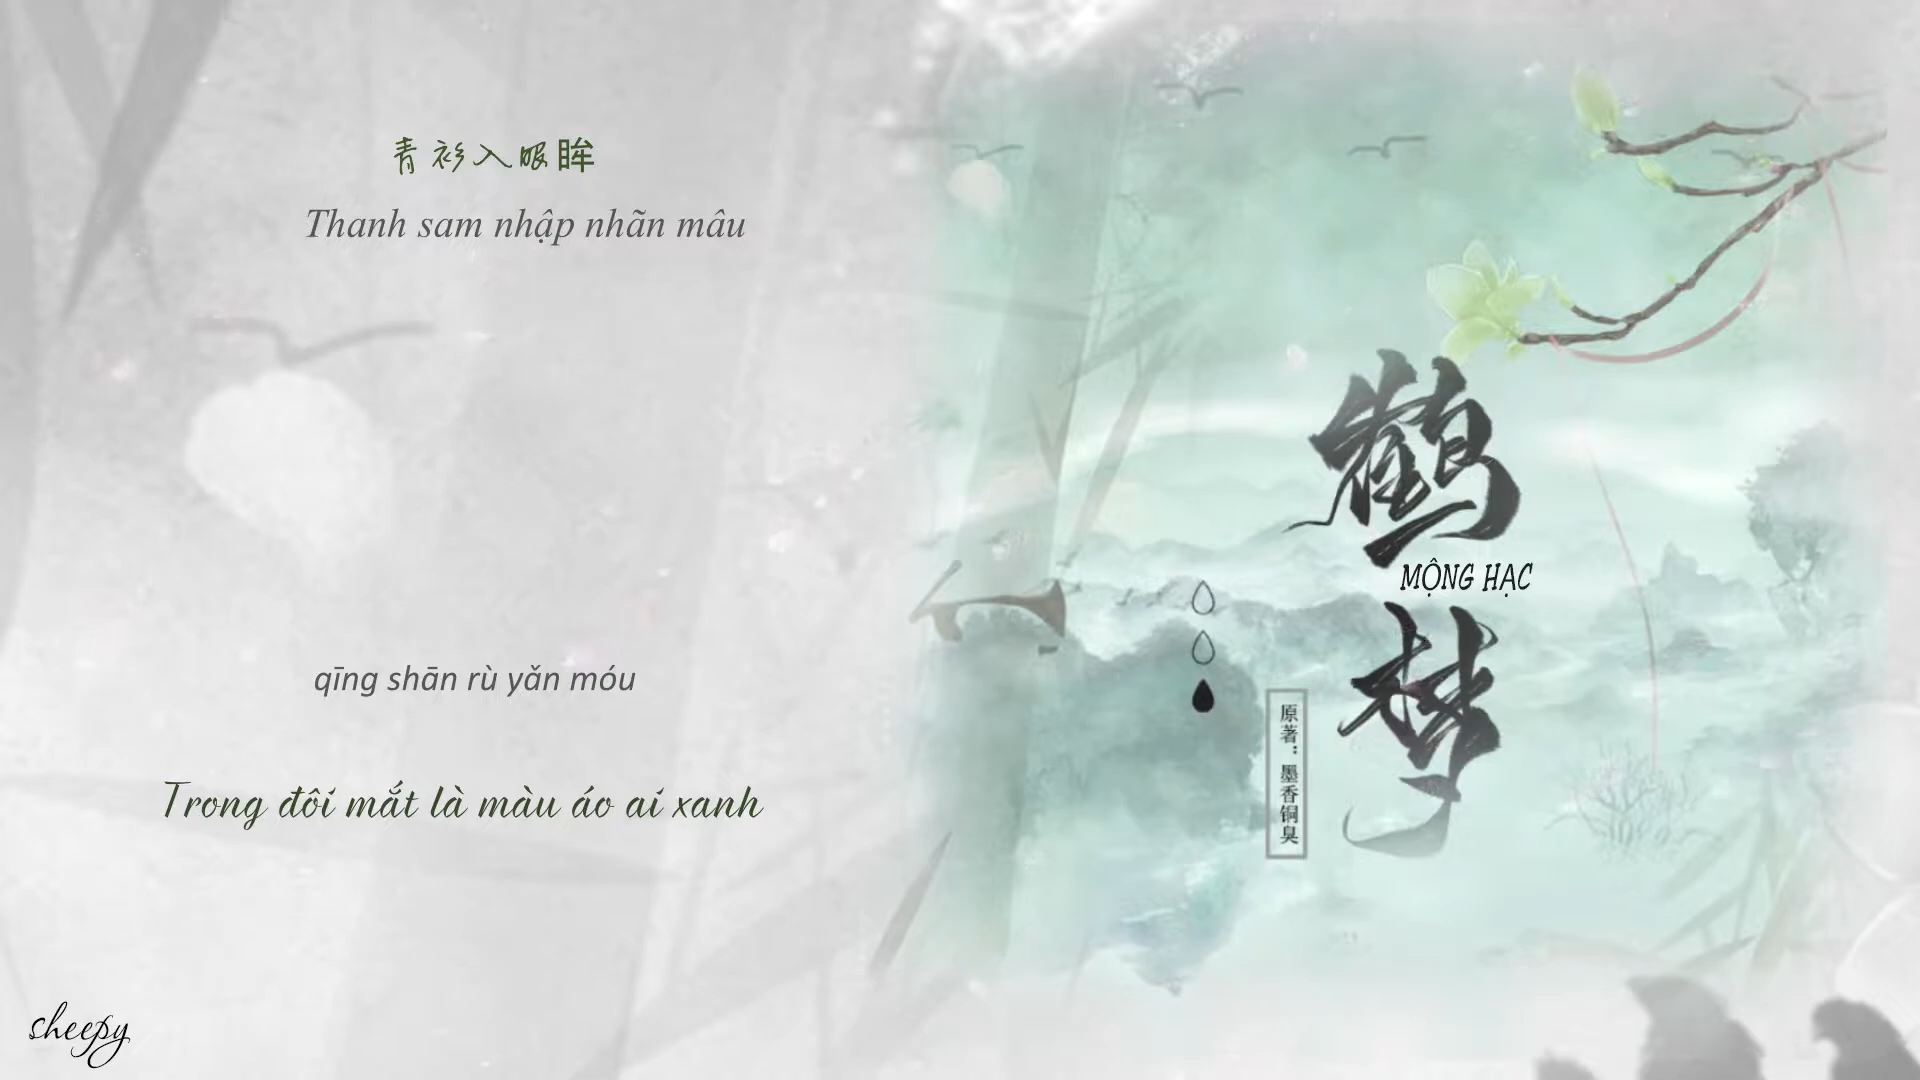 青衫入眼眸
Thanh sam nhập nhãn mâu
qīng shān rù yǎn móu
Trong đôi mắt là màu áo ai xanh
鹤梦
MỘNG HẠC
原著：墨香铜臭
sheepy